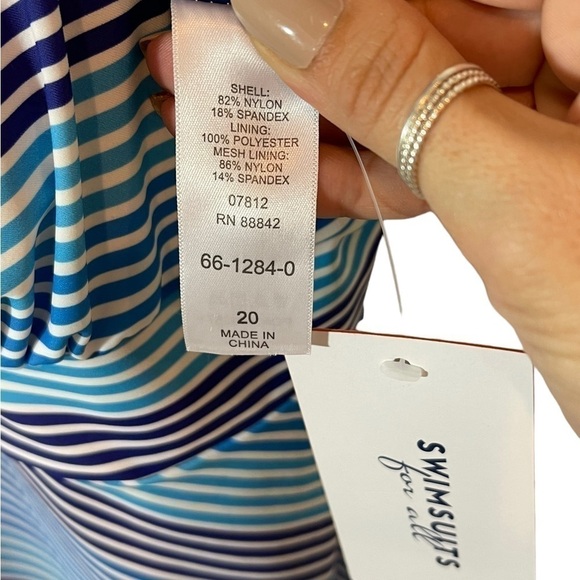 SHELL:
82% NYLON
18% SPANDEX
LINING:
100% POLYESTER
MESH LINING:
86% NYLON
14% SPANDEX
07812
RN 88842
66-1284-0
20
MADE IN
CHINA
SWIMSUITS
for all